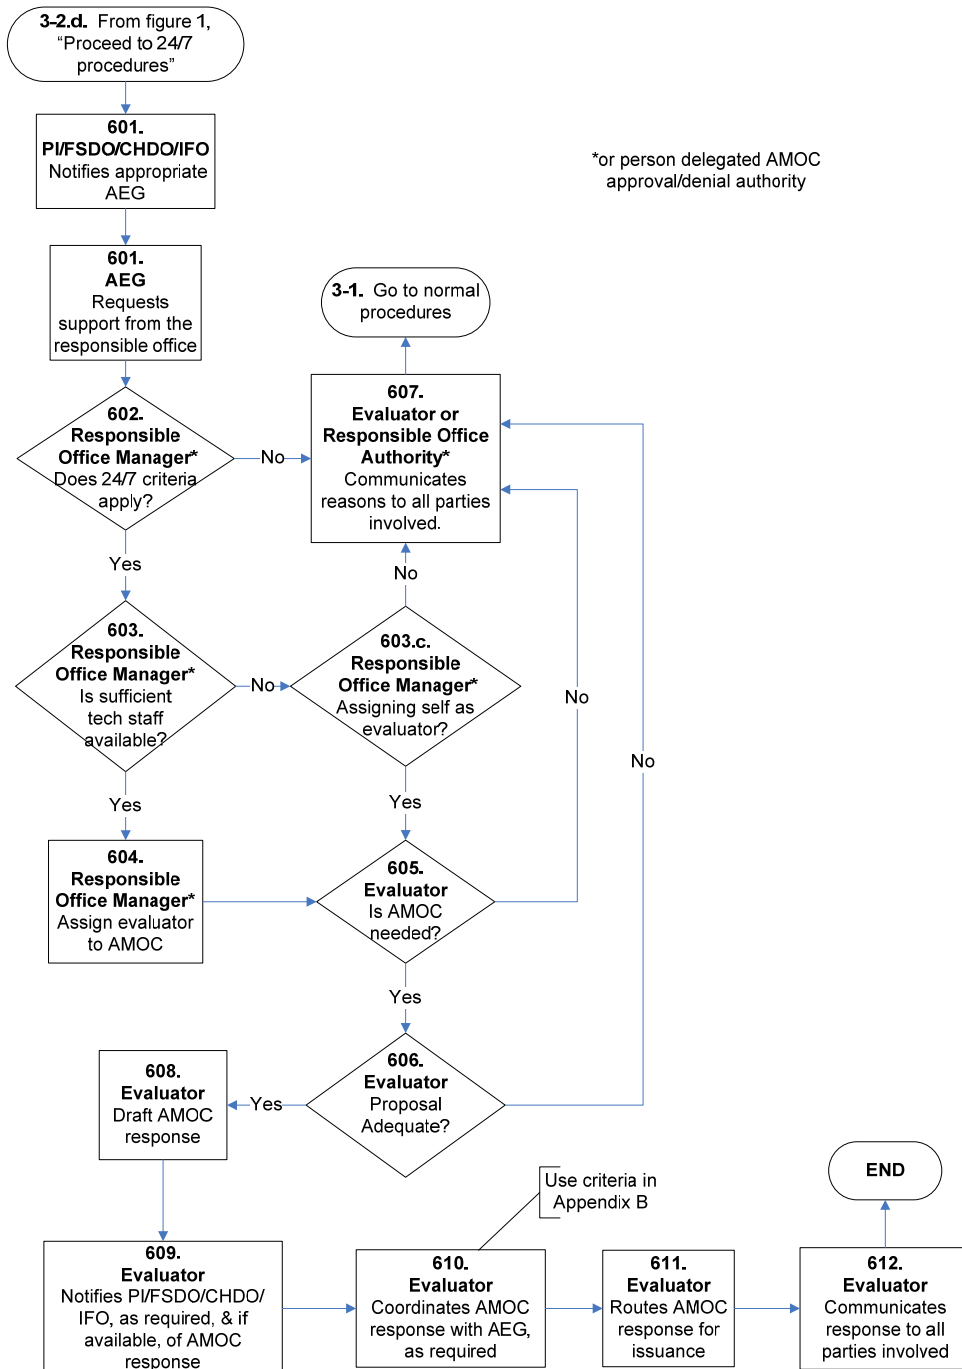 3-2.d. From figure 1,
“Proceed to 24/7
procedures”
601.
PI/FSDO/CHDO/IFO
Notifies appropriate
AEG
*or person delegated AMOC
approval/denial authority
601.
AEG
Requests
support from the
responsible office
3-1. Go to normal
procedures
602.
Responsible
Office Manager*
Does 24/7 criteria
apply?
No
607.
Evaluator or
Responsible Office
Authority*
Communicates
reasons to all parties
involved.
Yes
No
603.
Responsible
Office Manager*
Is sufficient
tech staff
available?
No
603.c.
Responsible
Office Manager*
Assigning self as
evaluator?
No
No
Yes
Yes
604.
Responsible
Office Manager*
Assign evaluator
to AMOC
605.
Evaluator
Is AMOC
needed?
Yes
606.
Evaluator
Proposal
Adequate?
Yes
608.
Evaluator
Draft AMOC
response
Use criteria in
Appendix B
END
609.
Evaluator
Notifies PI/FSDO/CHDO/
IFO, as required, & if
available, of AMOC
response
610.
Evaluator
Coordinates AMOC
response with AEG,
as required
611.
Evaluator
Routes AMOC
response for
issuance
612.
Evaluator
Communicates
response to all
parties involved